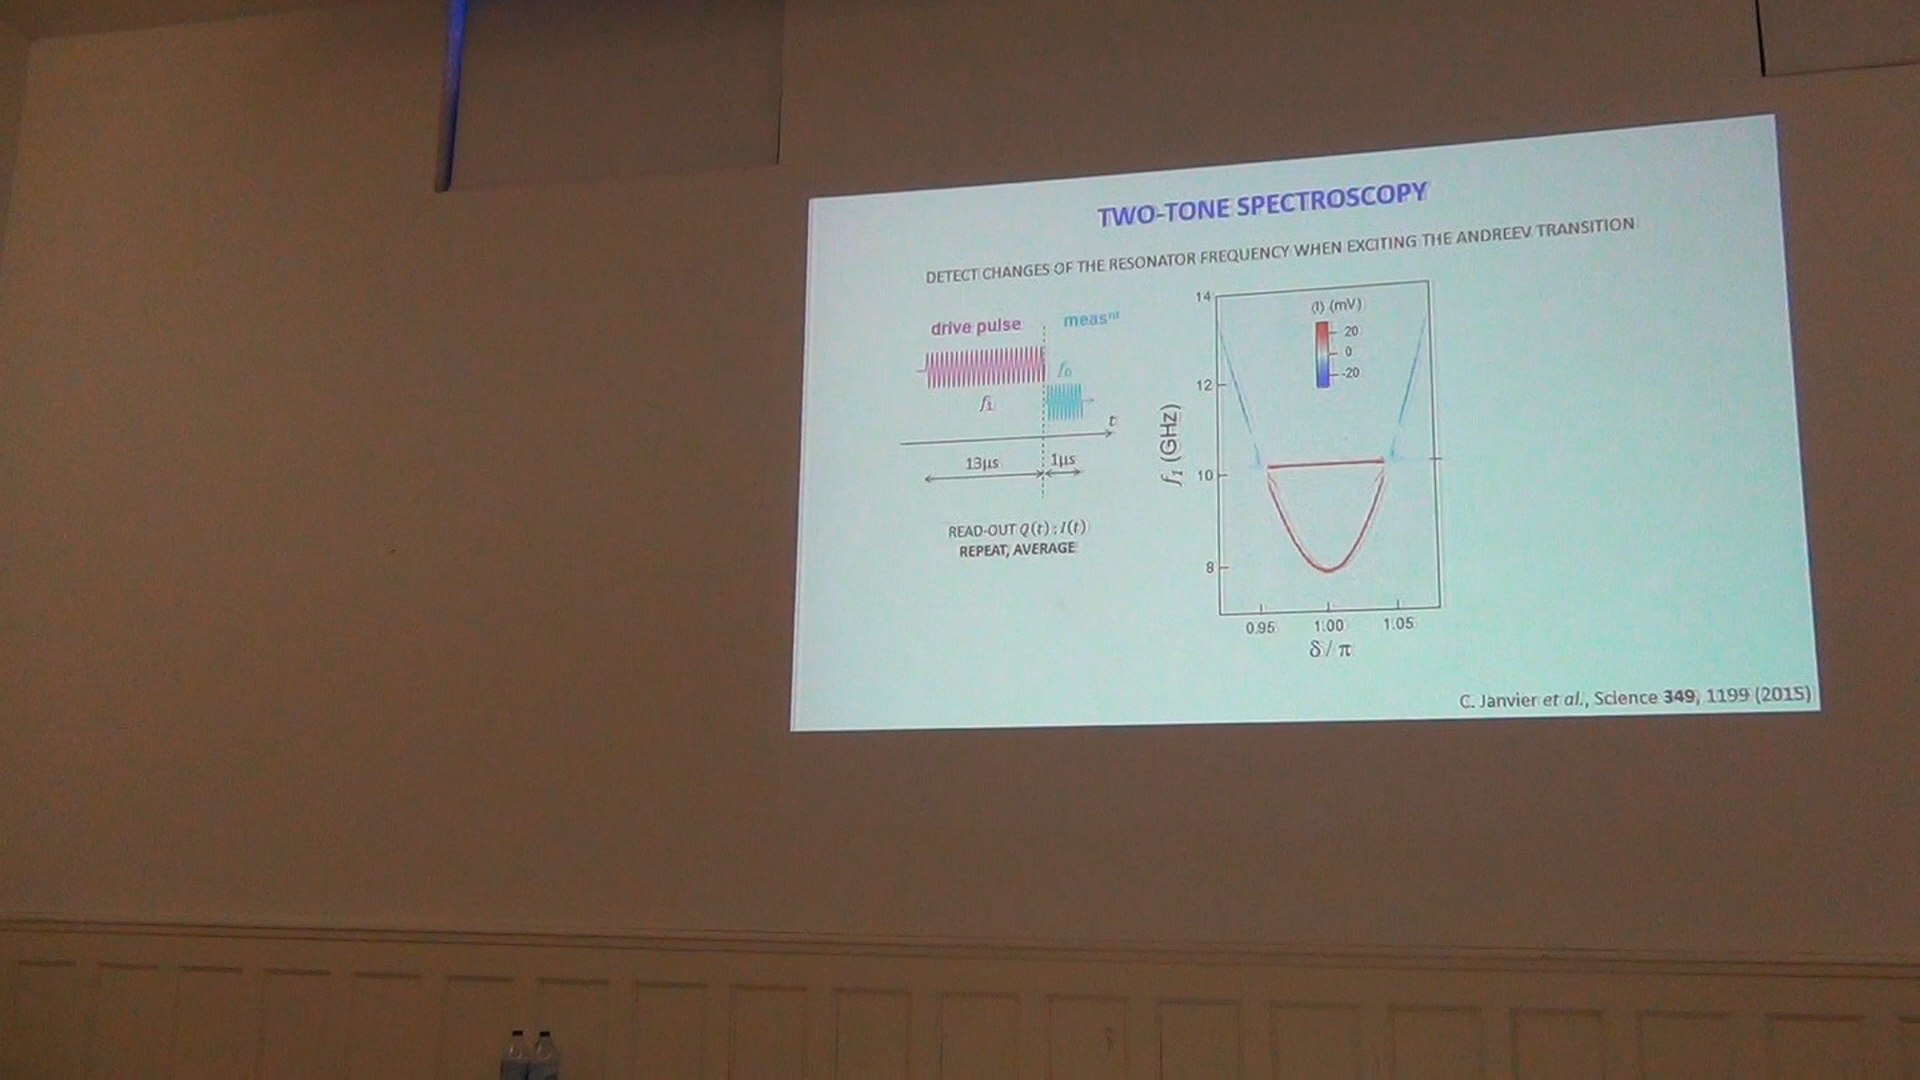 TWO-TONE SPECTROSCOPY
DETECT CHANGES OF THE RESONATOR FREQUENCY WHEN EXCITING THE ANDREEV TRANSITION
drive pulse
measⁿᵗ
f₀
f₁
t
13µs
1µs
READ-OUT Q(t) ; I(t)
REPEAT, AVERAGE
14
12
10
8
f₁ (GHz)
⟨I⟩ (mV)
20
0
-20
0.95 1.00 1.05
δ / π
C. Janvier et al., Science 349, 1199 (2015)